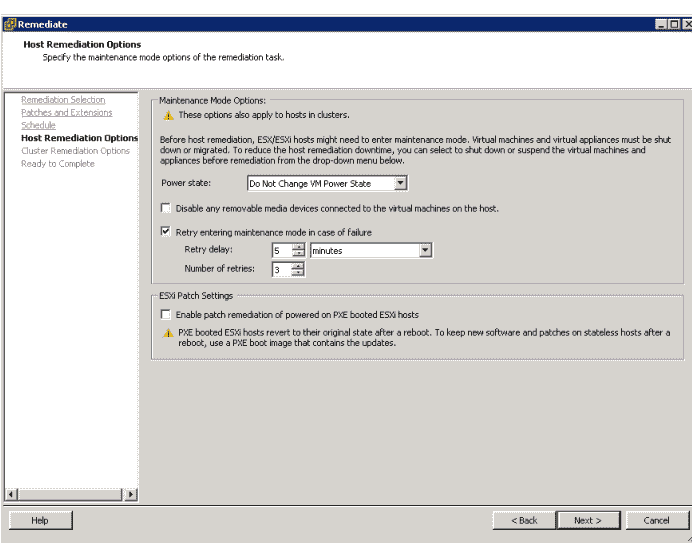 Remediate
Host Remediation Options
Specify the maintenance mode options of the remediation task.
Remediation Selection
Patches and Extensions
Schedule
Host Remediation Options
Cluster Remediation Options
Ready to Complete
Maintenance Mode Options:
These options also apply to hosts in clusters.
Before host remediation, ESX/ESXi hosts might need to enter maintenance mode. Virtual machines and virtual appliances must be shut
down or migrated. To reduce the host remediation downtime, you can select to shut down or suspend the virtual machines and
appliances before remediation from the drop-down menu below.
Power state: Do Not Change VM Power State
Disable any removable media devices connected to the virtual machines on the host.
Retry entering maintenance mode in case of failure
Retry delay: 5 minutes
Number of retries: 3
ESXi Patch Settings
Enable patch remediation of powered on PXE booted ESXi hosts
PXE booted ESXi hosts revert to their original state after a reboot. To keep new software and patches on stateless hosts after a
reboot, use a PXE boot image that contains the updates.
Help < Back Next > Cancel